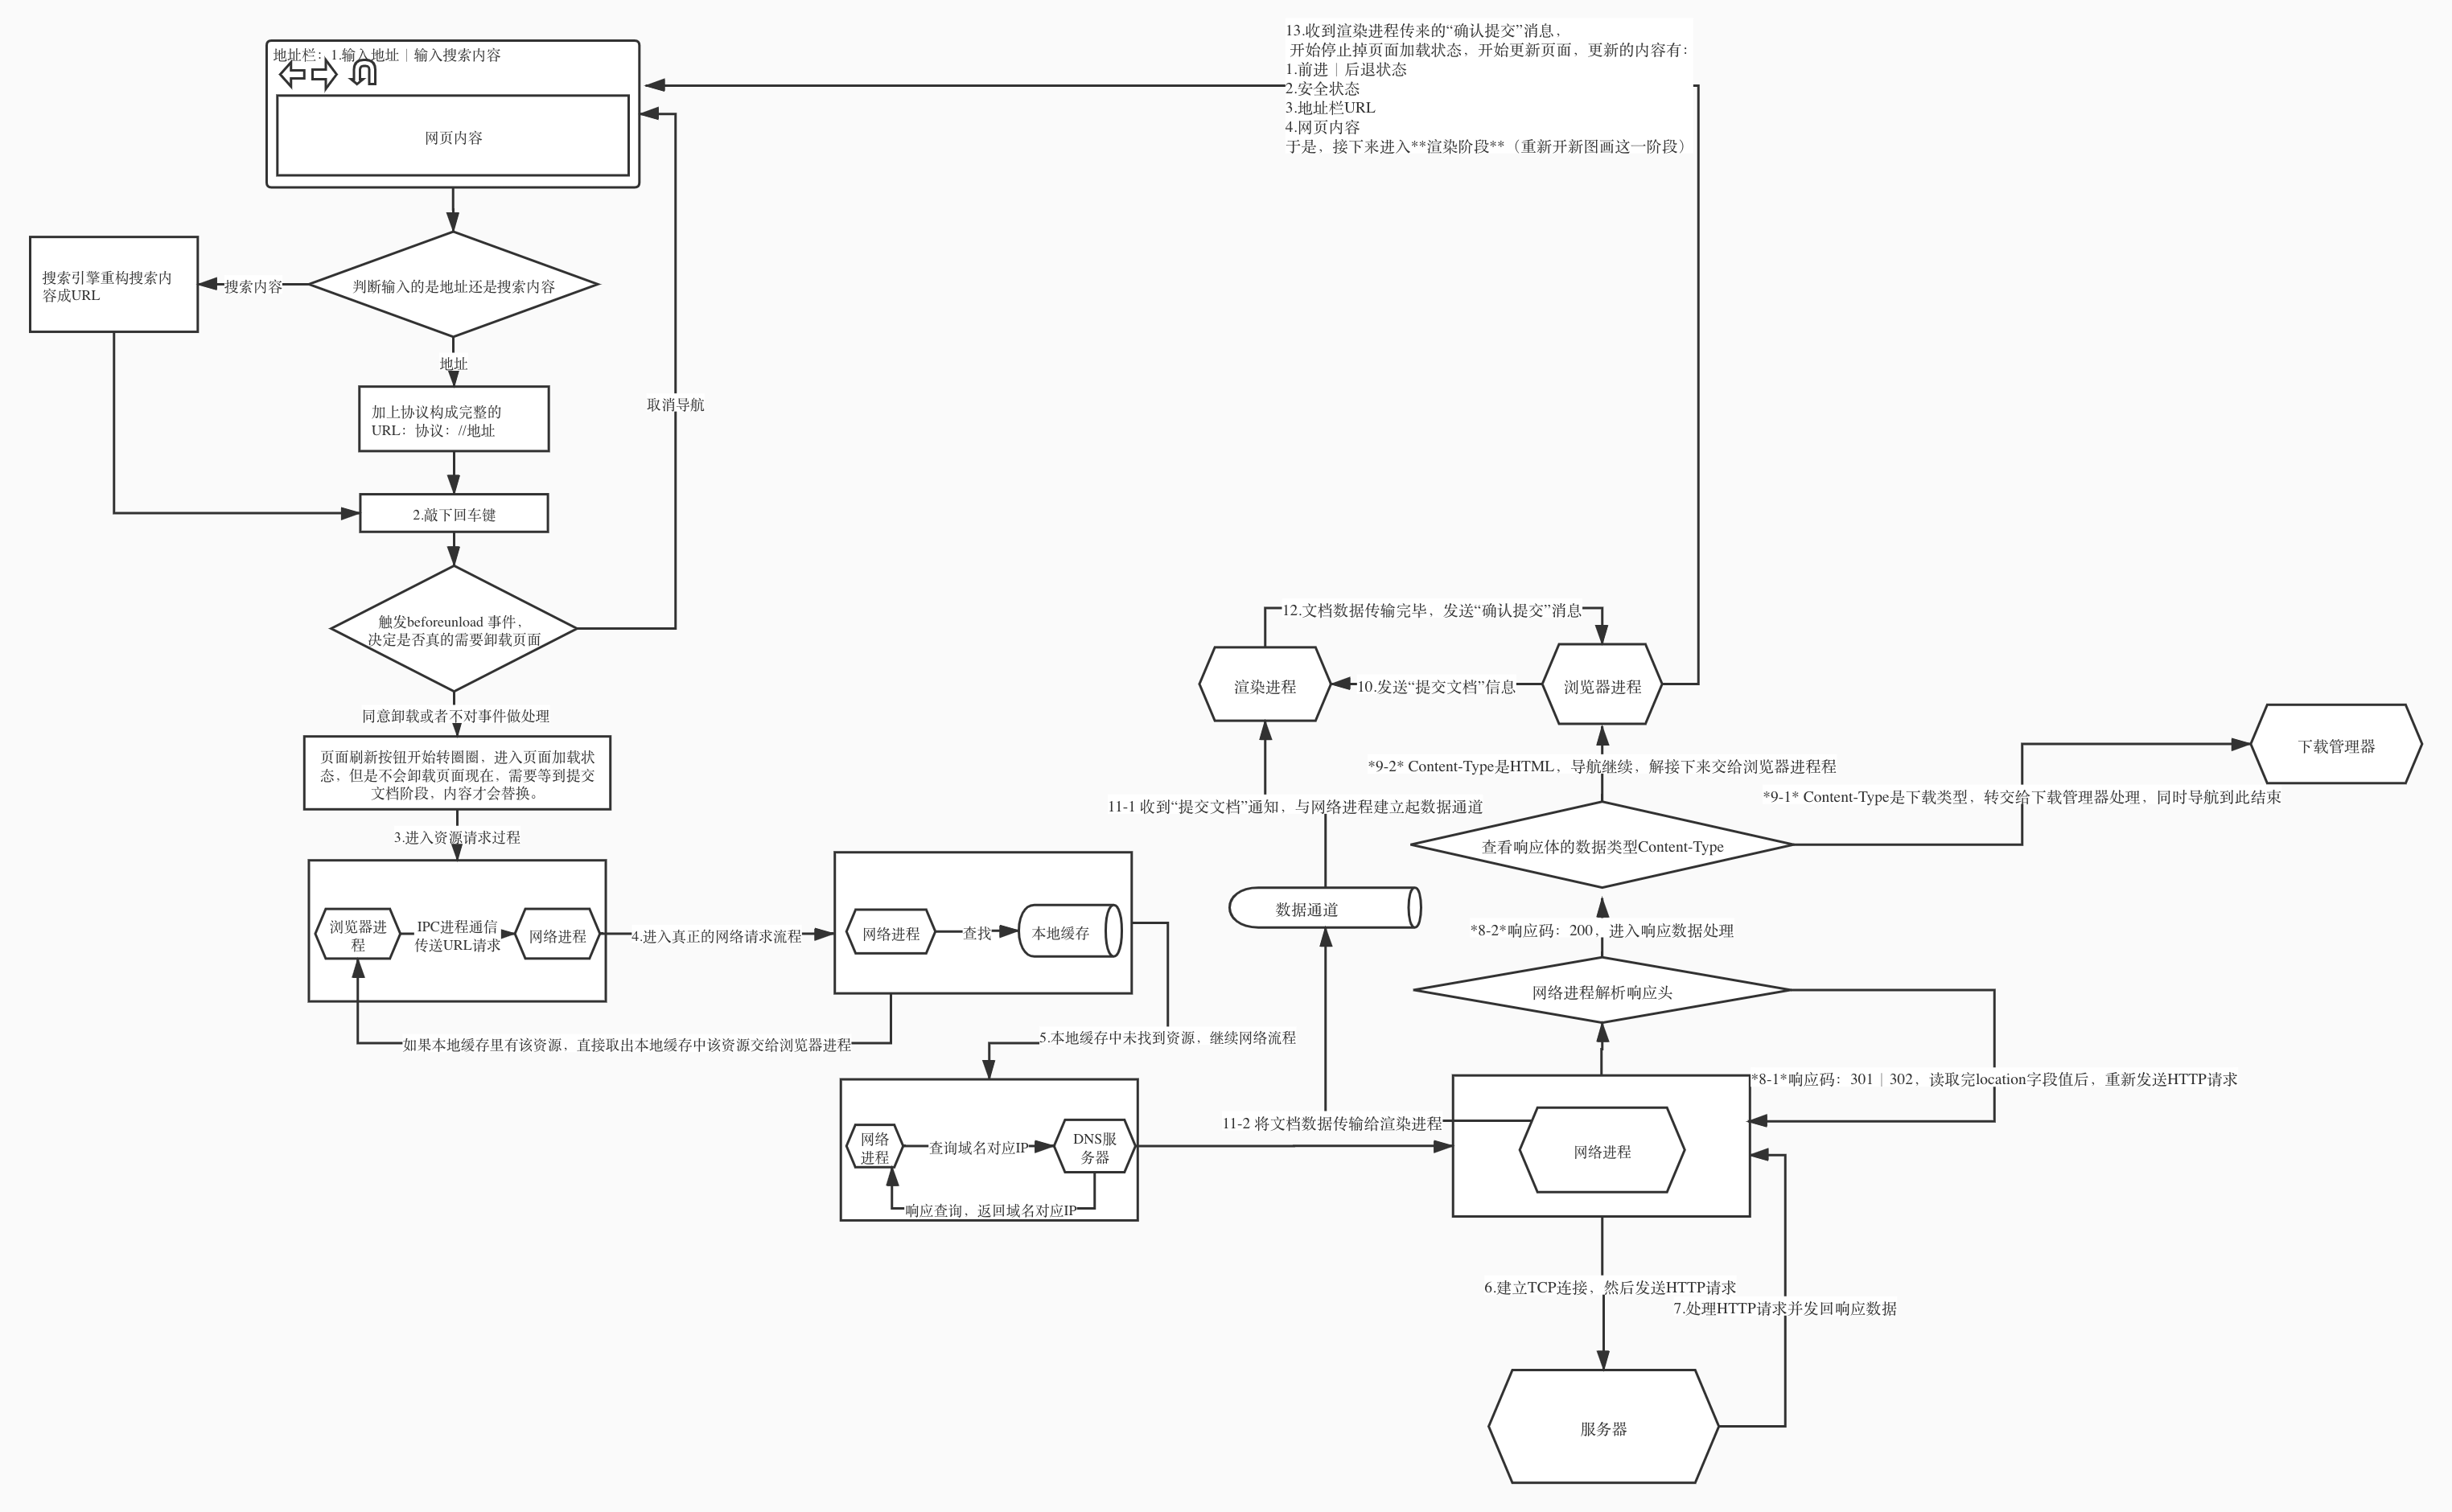 地址栏：1.输入地址｜输入搜索内容
网页内容
13.收到渲染进程传来的“确认提交”消息，
开始停止掉页面加载状态，开始更新页面，更新的内容有：
1.前进｜后退状态
2.安全状态
3.地址栏URL
4.网页内容
于是，接下来进入**渲染阶段**（重新开新图画这一阶段）
判断输入的是地址还是搜索内容
搜索内容
搜索引擎重构搜索内
容成URL
地址
加上协议构成完整的
URL：协议：//地址
取消导航
2.敲下回车键
触发beforeunload 事件，
决定是否真的需要卸载页面
同意卸载或者不对事件做处理
页面刷新按钮开始转圈圈，进入页面加载状
态，但是不会卸载页面现在，需要等到提交
文档阶段，内容才会替换。
3.进入资源请求过程
浏览器进
程
IPC进程通信
传送URL请求
网络进程
4.进入真正的网络请求流程
网络进程
查找
本地缓存
如果本地缓存里有该资源，直接取出本地缓存中该资源交给浏览器进程
5.本地缓存中未找到资源，继续网络流程
网络
进程
查询域名对应IP
DNS服
务器
响应查询，返回域名对应IP
12.文档数据传输完毕，发送“确认提交”消息
渲染进程
10.发送“提交文档”信息
浏览器进程
下载管理器
*9-2* Content-Type是HTML，导航继续，解接下来交给浏览器进程程
*9-1* Content-Type是下载类型，转交给下载管理器处理，同时导航到此结束
11-1 收到“提交文档”通知，与网络进程建立起数据通道
查看响应体的数据类型Content-Type
数据通道
*8-2*响应码：200，进入响应数据处理
网络进程解析响应头
*8-1*响应码：301｜302，读取完location字段值后，重新发送HTTP请求
11-2 将文档数据传输给渲染进程
网络进程
6.建立TCP连接，然后发送HTTP请求
7.处理HTTP请求并发回响应数据
服务器